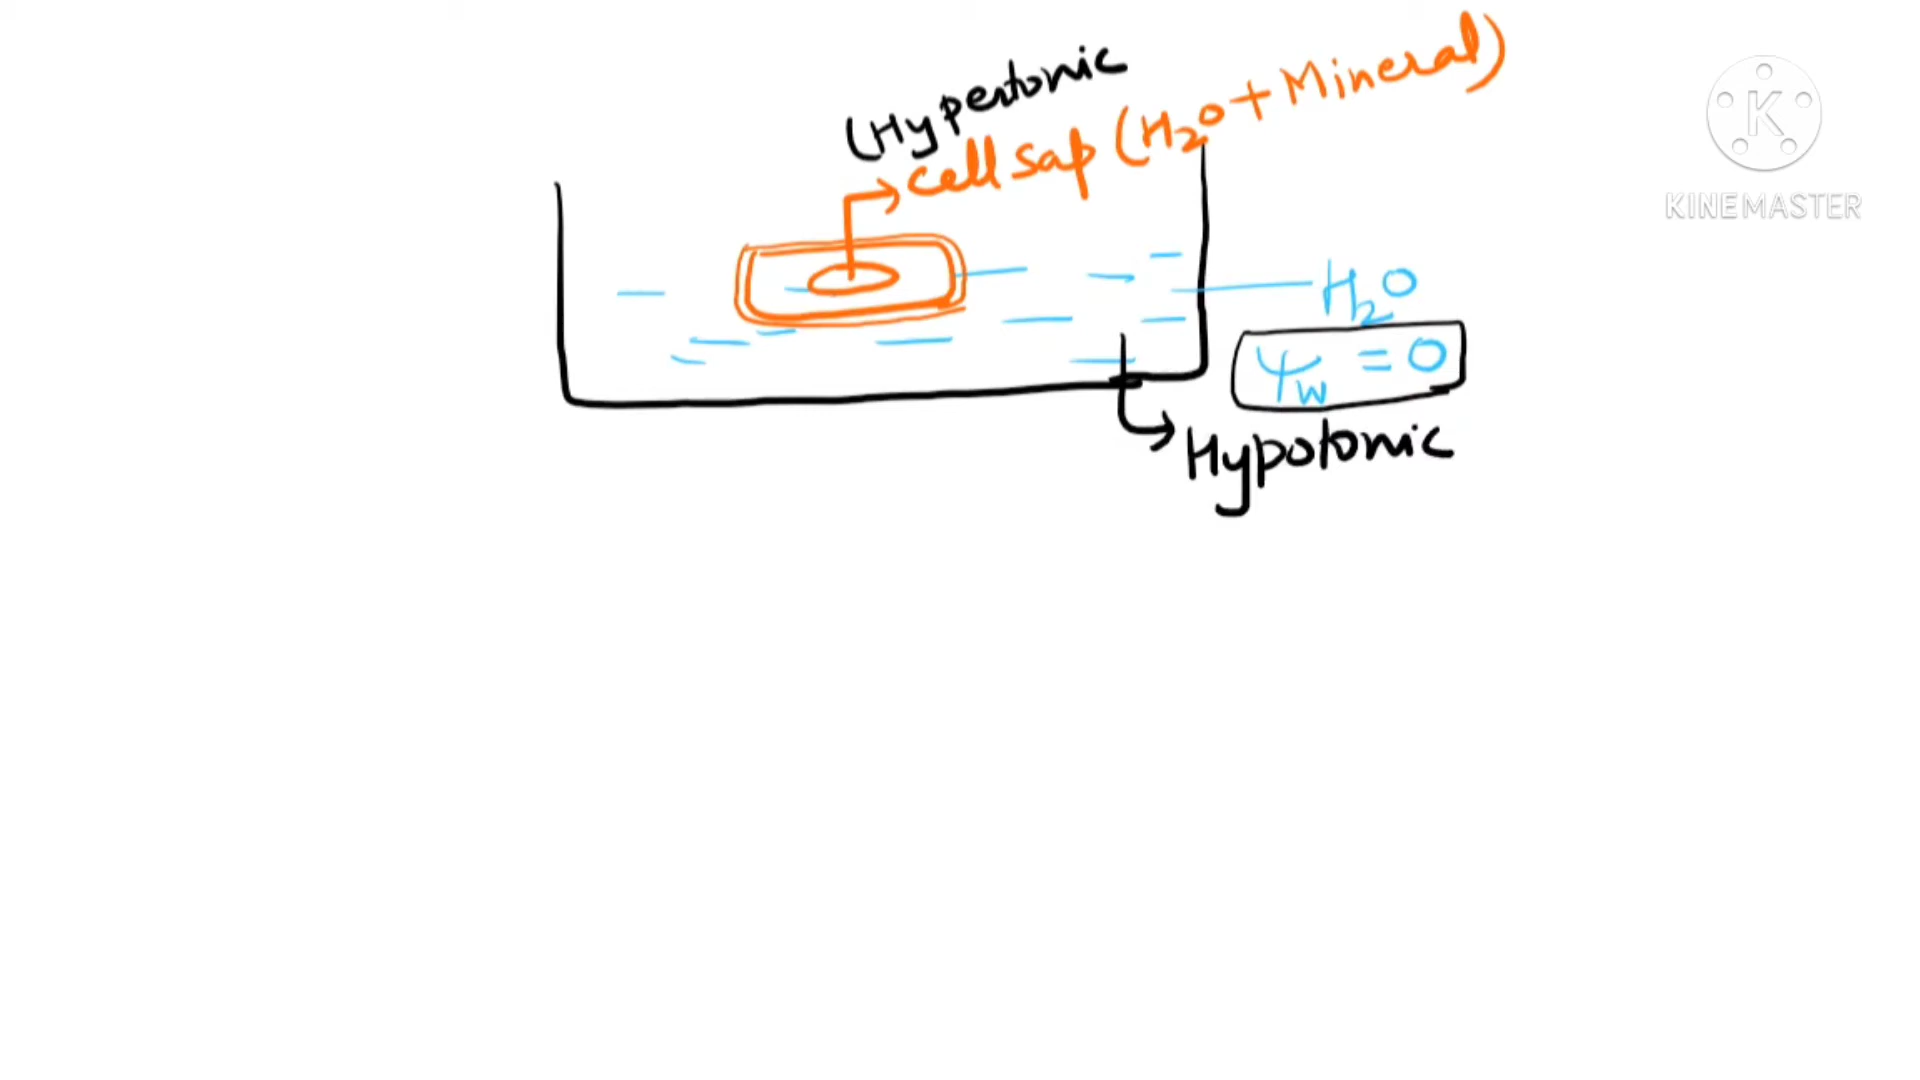 (Hypertonic
Cell sap (H₂O + Mineral)
H₂O
Ψw = 0
Hypotonic
K
KINEMASTER